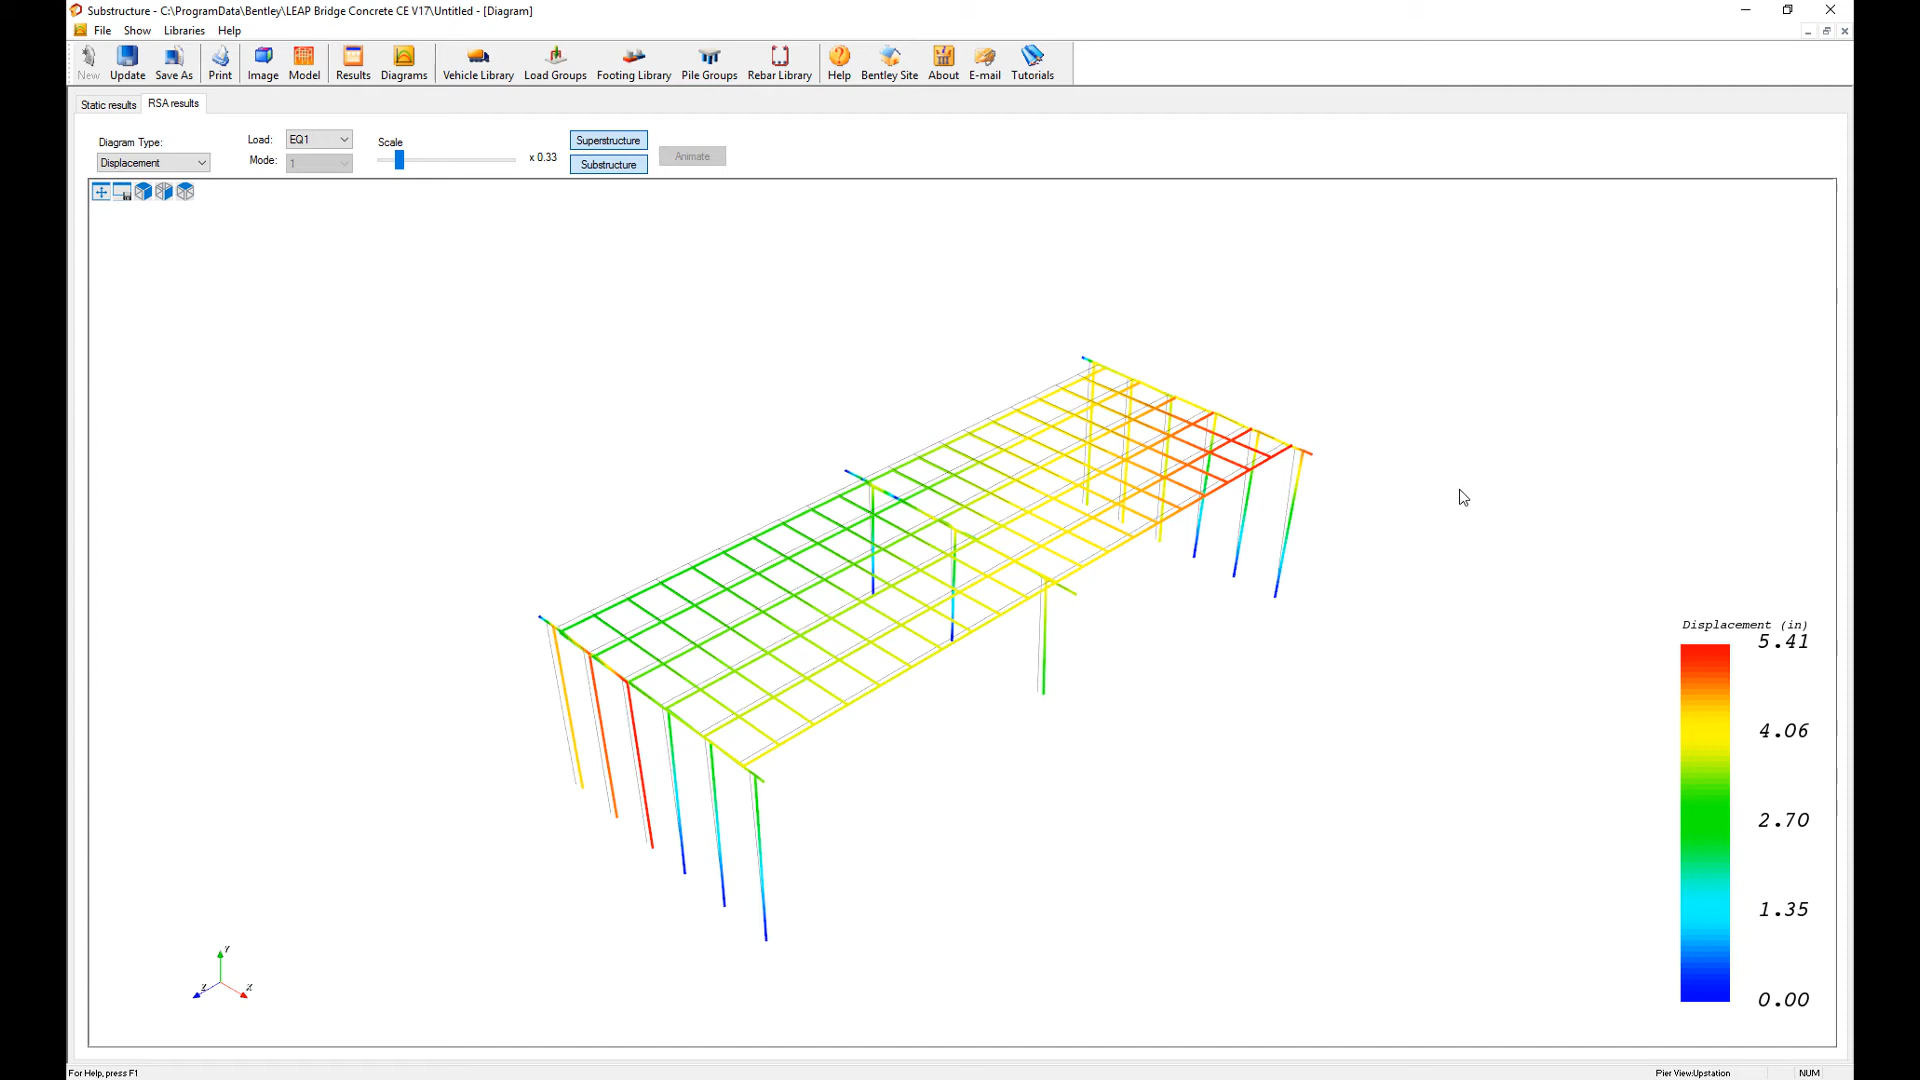 Substructure - C:\ProgramData\Bentley\LEAP Bridge Concrete CE V17\Untitled - [Diagram]
File Show Libraries Help
New Update Save As Print Image Model Results Diagrams Vehicle Library Load Groups Footing Library Pile Groups Rebar Library Help Bentley Site About E-mail Tutorials
Static results RSA results
Diagram Type:
Displacement
Load: EQ1
Mode: 1
Scale
x 0.33
Superstructure
Substructure
Animate
Displacement (in)
5.41
4.06
2.70
1.35
0.00
Y
Z X
For Help, press F1
Pier View:Upstation NUM